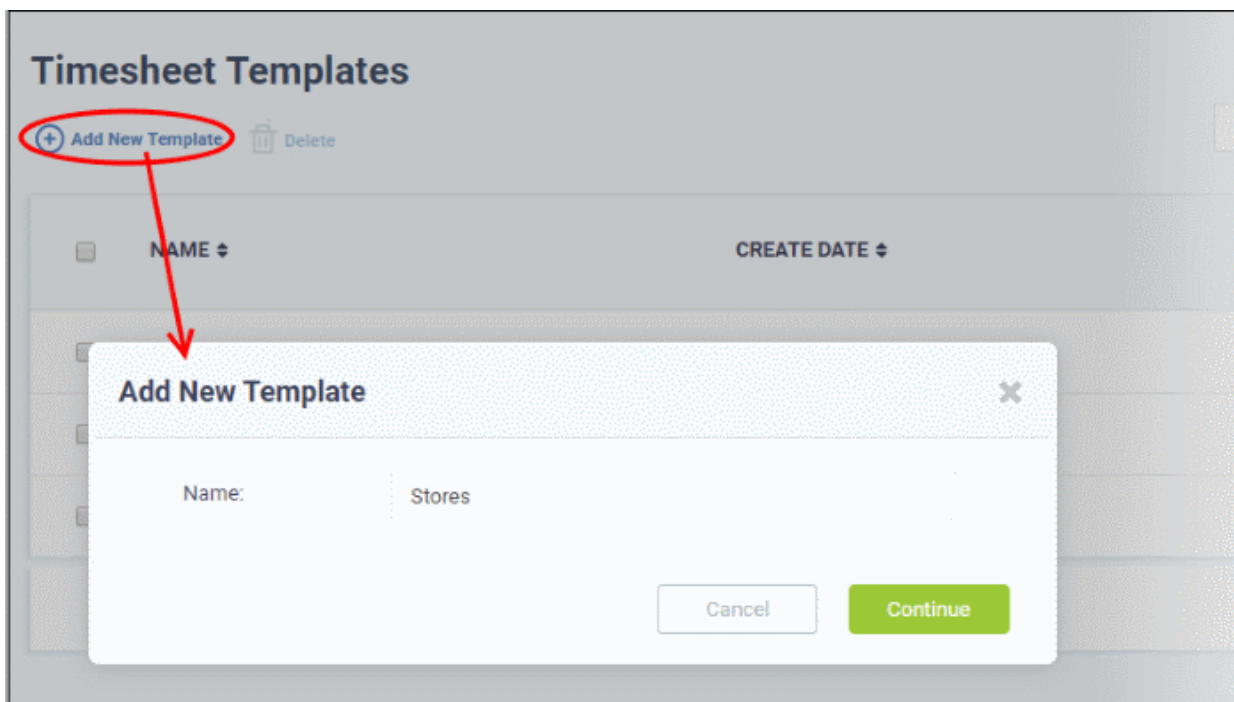 Timesheet Templates
Add New Template Delete
NAME CREATE DATE
Add New Template
Name: Stores
Cancel Continue